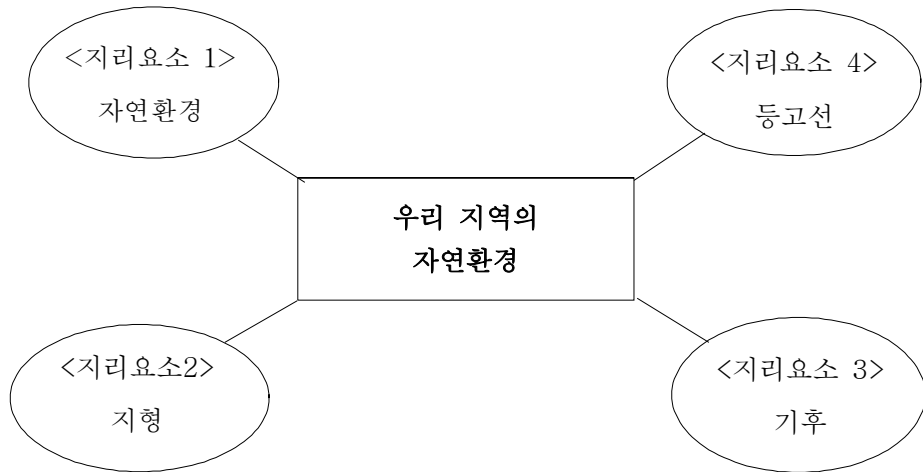 <지리요소 1>
자연환경
<지리요소 4>
등고선
우리 지역의
자연환경
<지리요소2>
지형
<지리요소 3>
기후